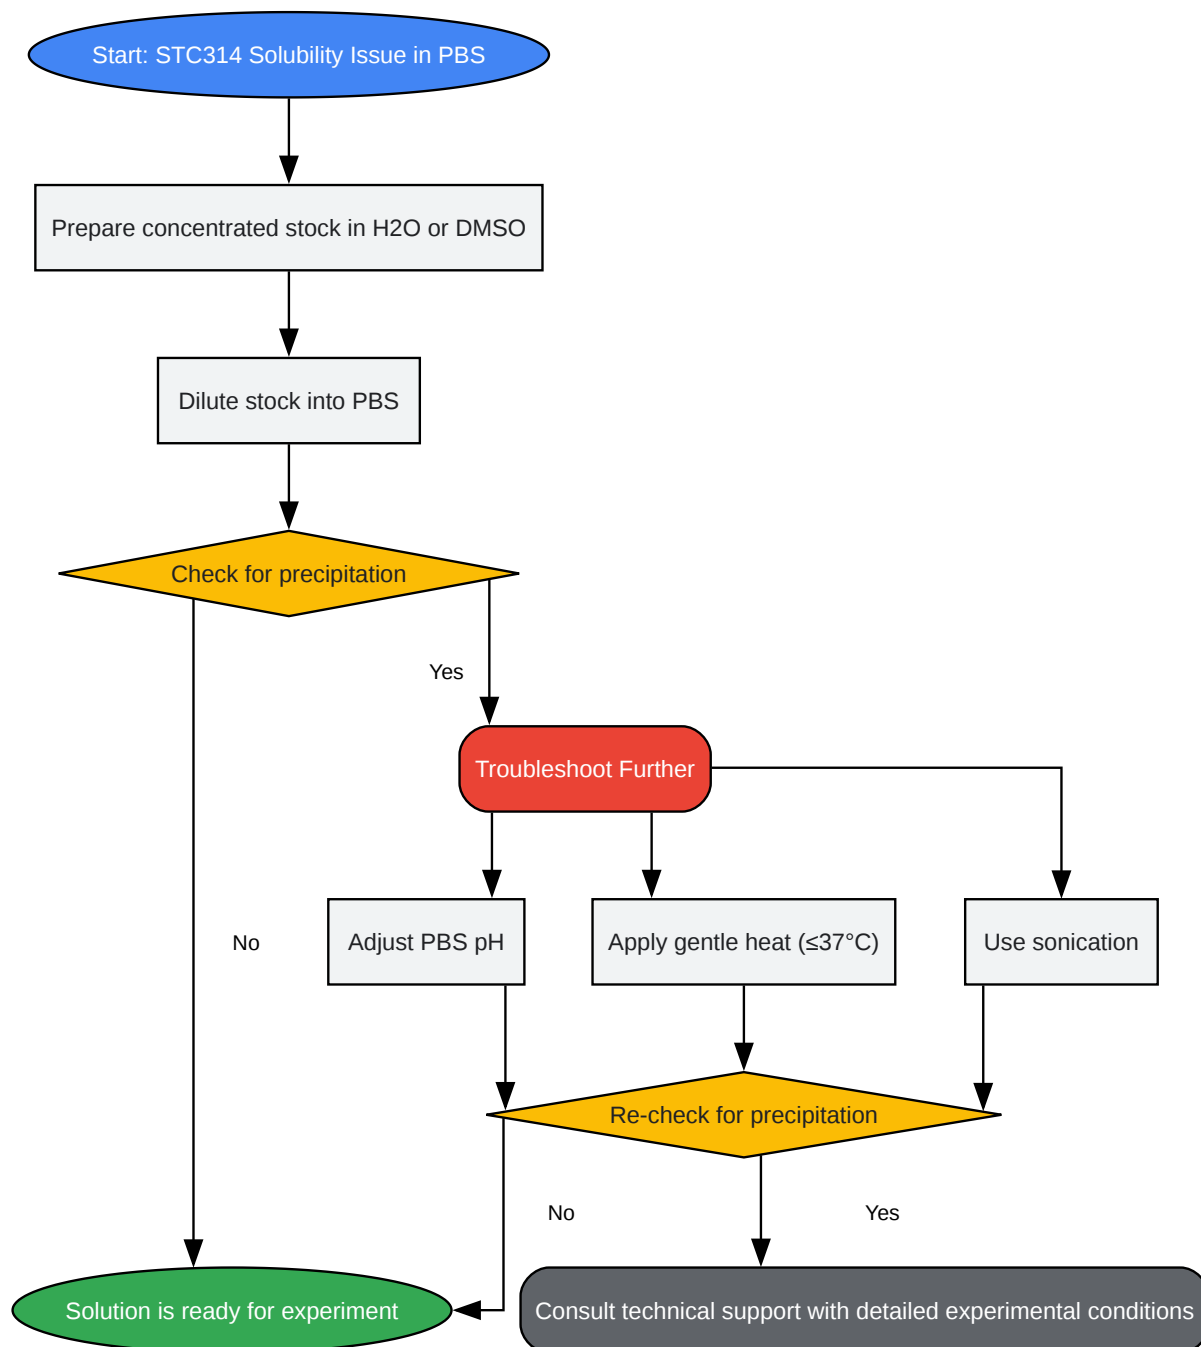 Start: STC314 Solubility Issue in PBS
Prepare concentrated stock in H2O or DMSO
Dilute stock into PBS
Check for precipitation
Yes
Troubleshoot Further
No
Adjust PBS pH
Apply gentle heat (≤37°C)
Use sonication
Re-check for precipitation
No
Yes
Solution is ready for experiment
Consult technical support with detailed experimental conditions